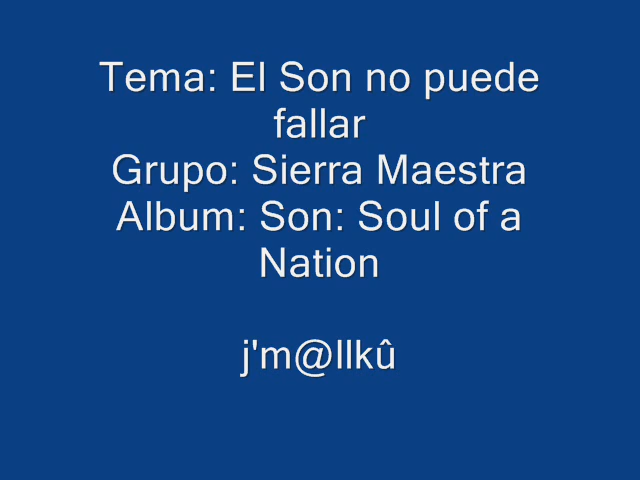 Tema: El Son no puede
fallar
Grupo: Sierra Maestra
Album: Son: Soul of a
Nation
j'm@llkû